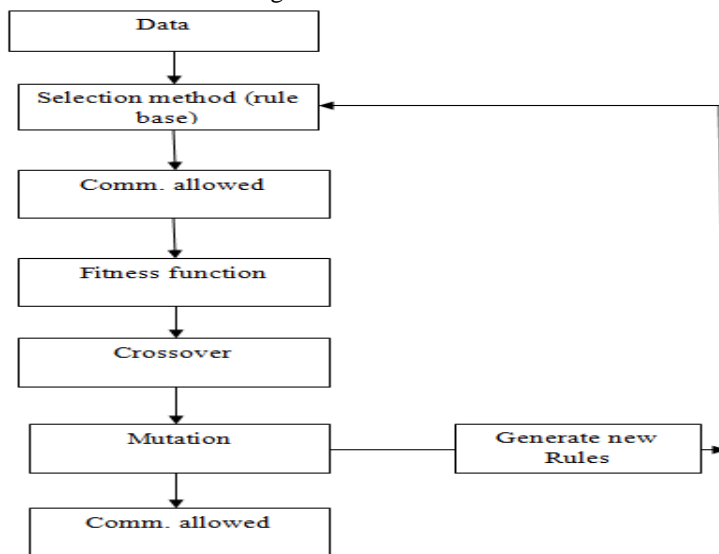 Data
Selection method (rule
base)
Comm. allowed
Fitness function
Crossover
Mutation
Generate new
Rules
Comm. allowed